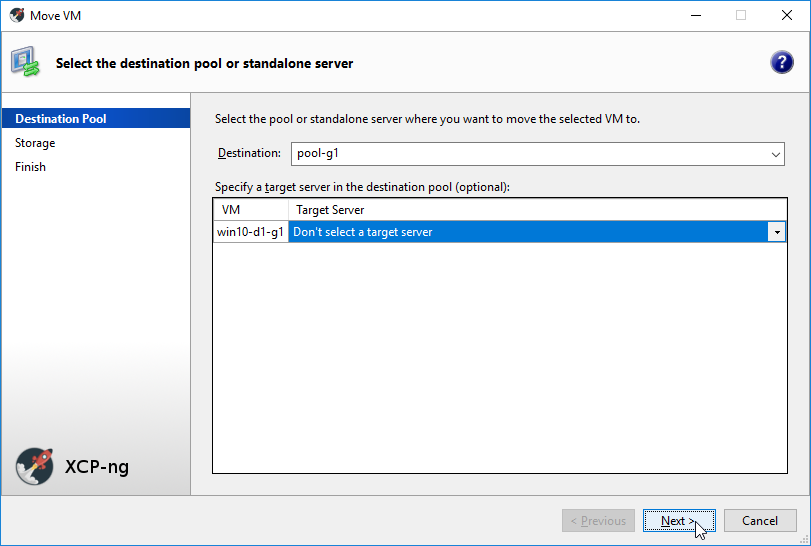 Move VM
Select the destination pool or standalone server
?
Destination Pool
Storage
Finish
Select the pool or standalone server where you want to move the selected VM to.
Destination: pool-g1
Specify a target server in the destination pool (optional):
VM Target Server
win10-d1-g1 Don't select a target server
XCP-ng
< Previous Next > Cancel